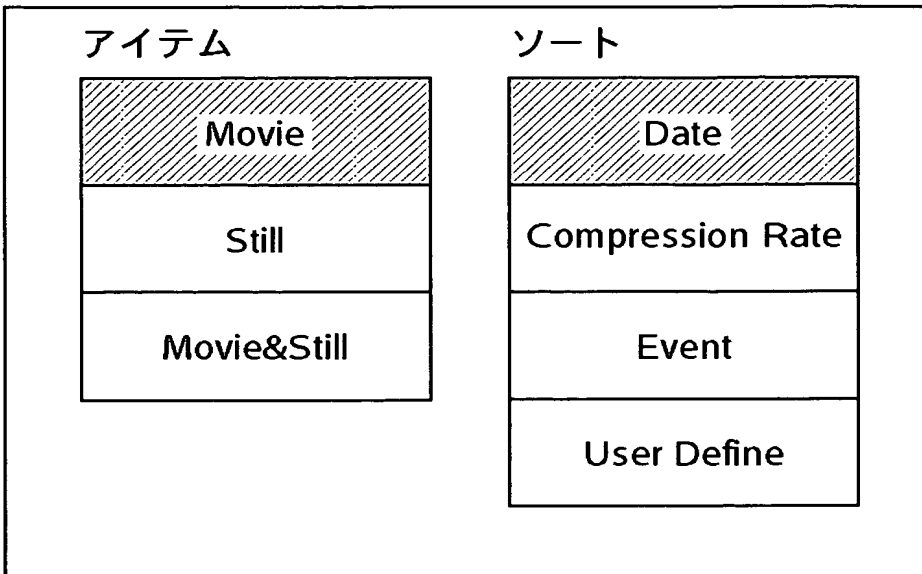 アイテム
Movie
Still
Movie&Still
ソート
Date
Compression Rate
Event
User Define